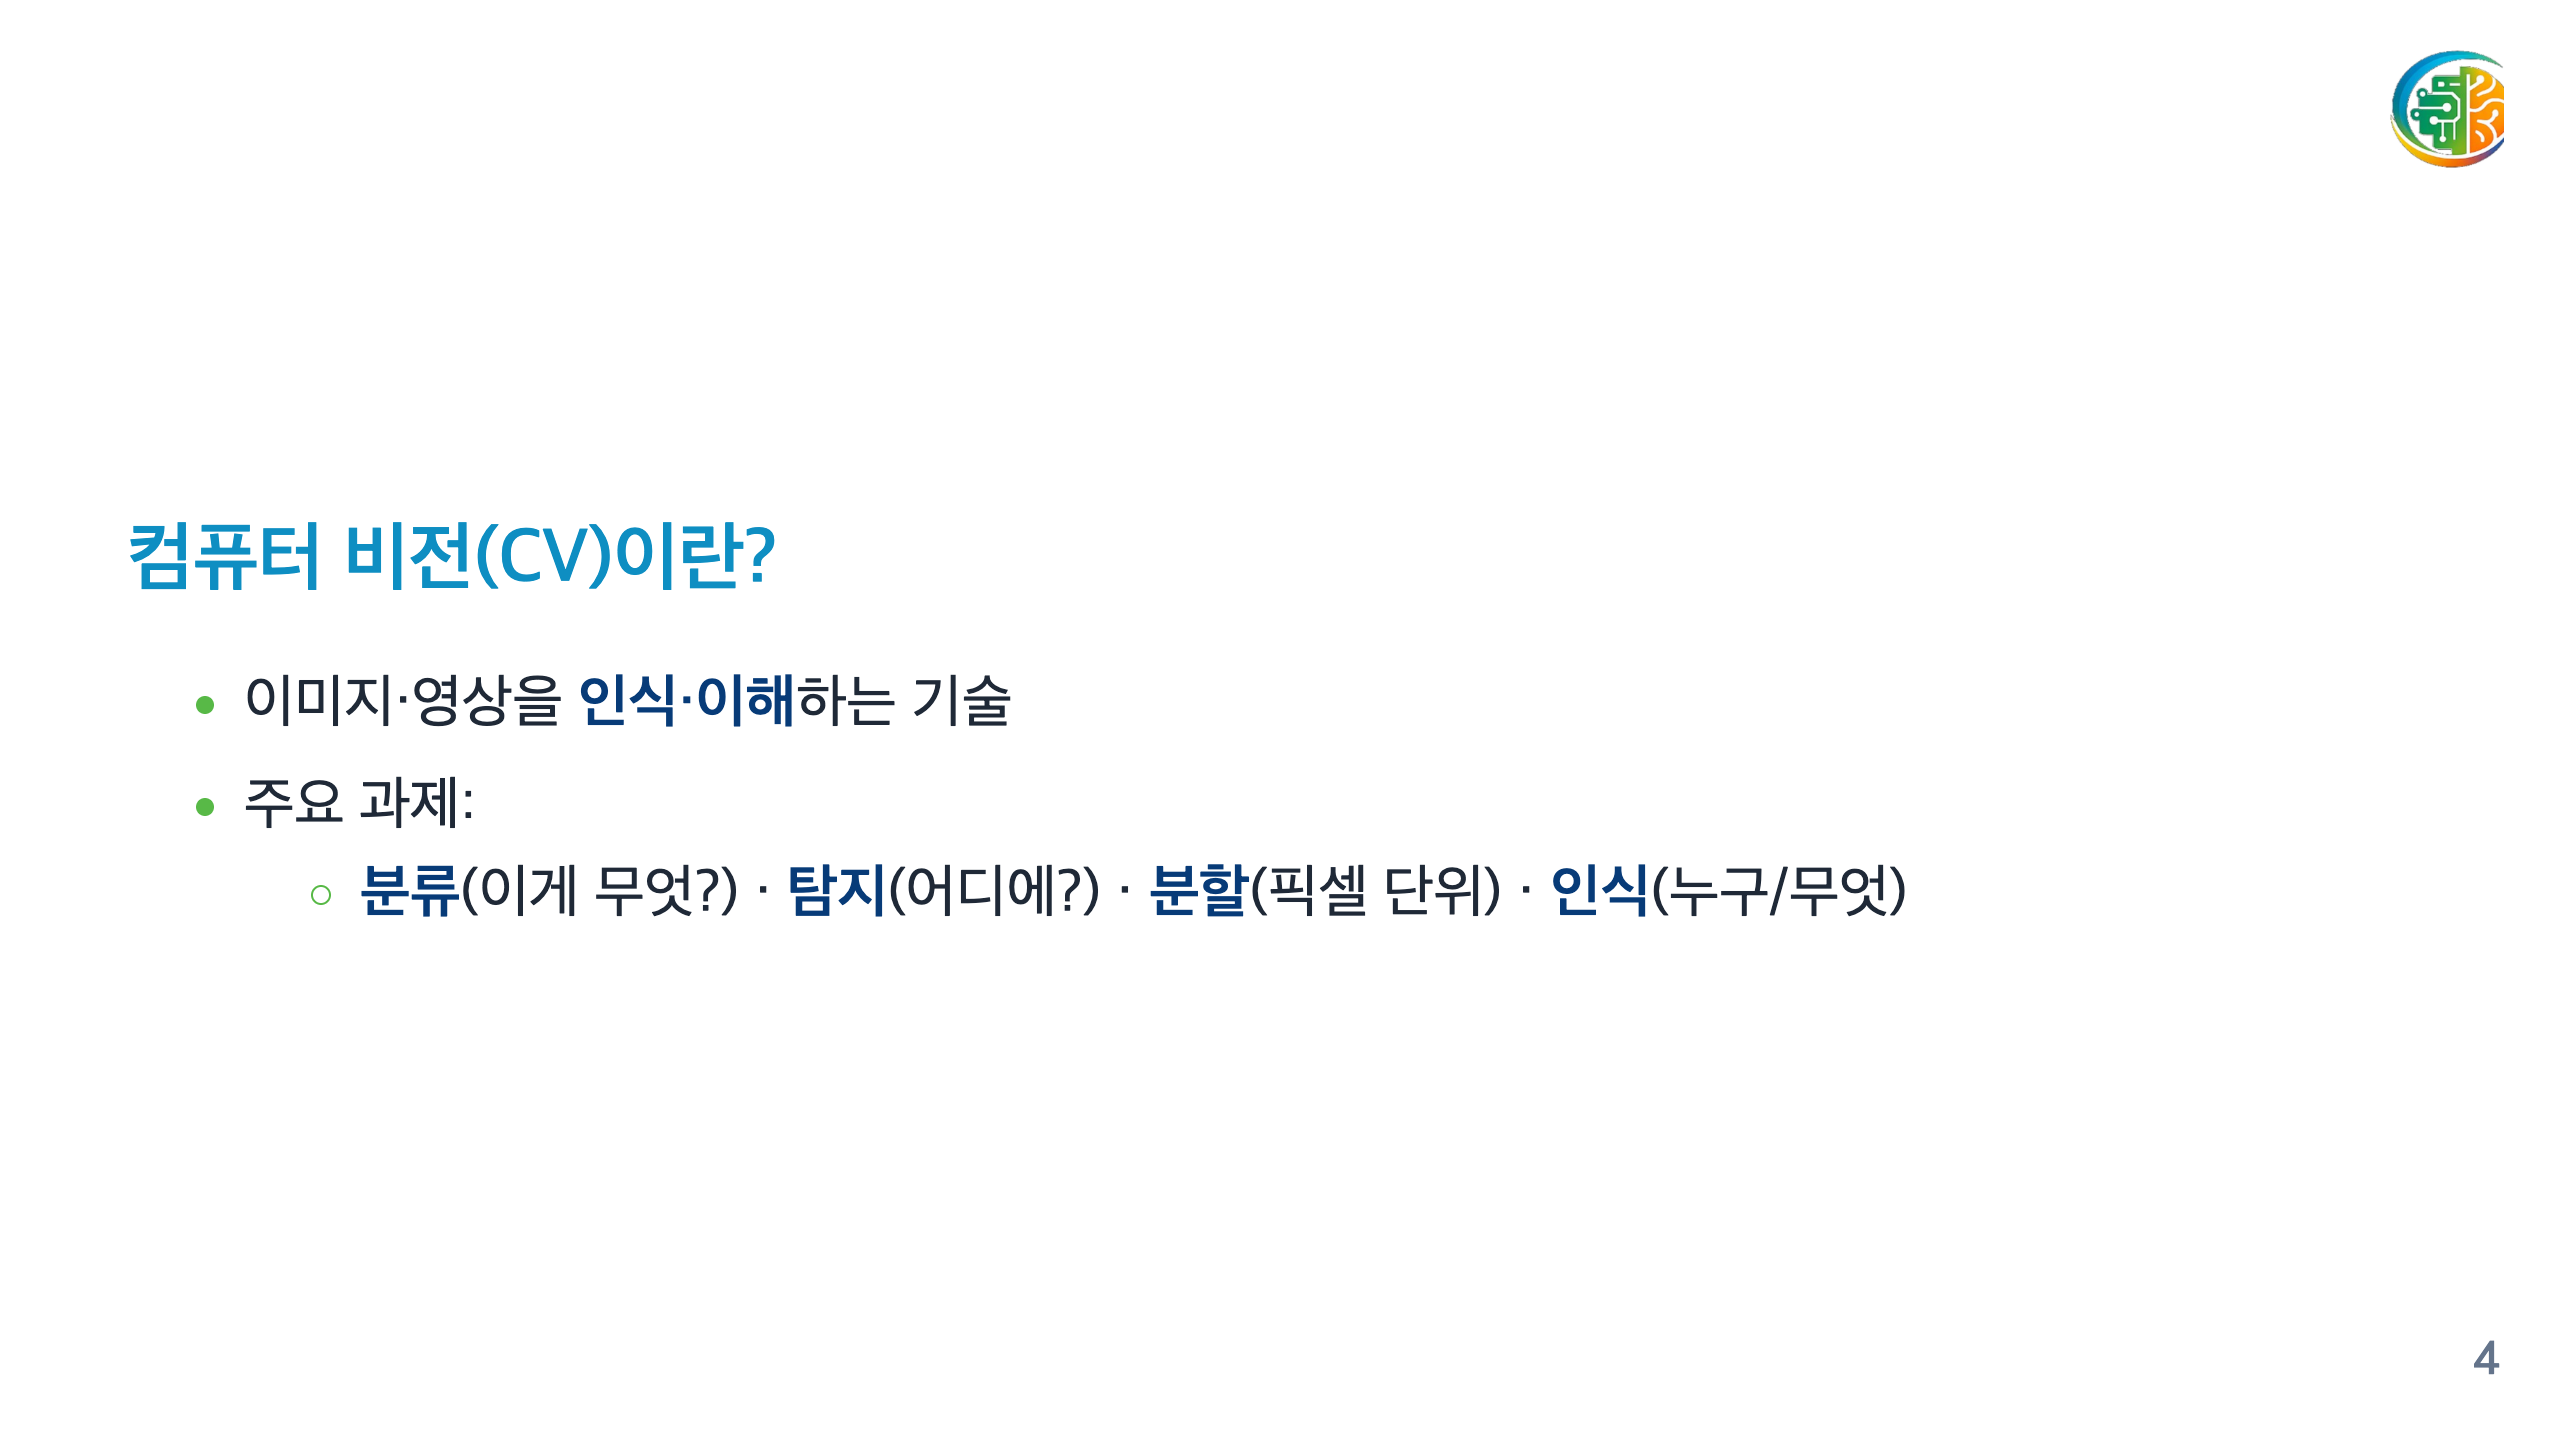 컴퓨터 비전(CV)이란?
이미지·영상을 인식·이해하는 기술
주요 과제:
분류(이게 무엇?) · 탐지(어디에?) · 분할(픽셀 단위) · 인식(누구/무엇)
4